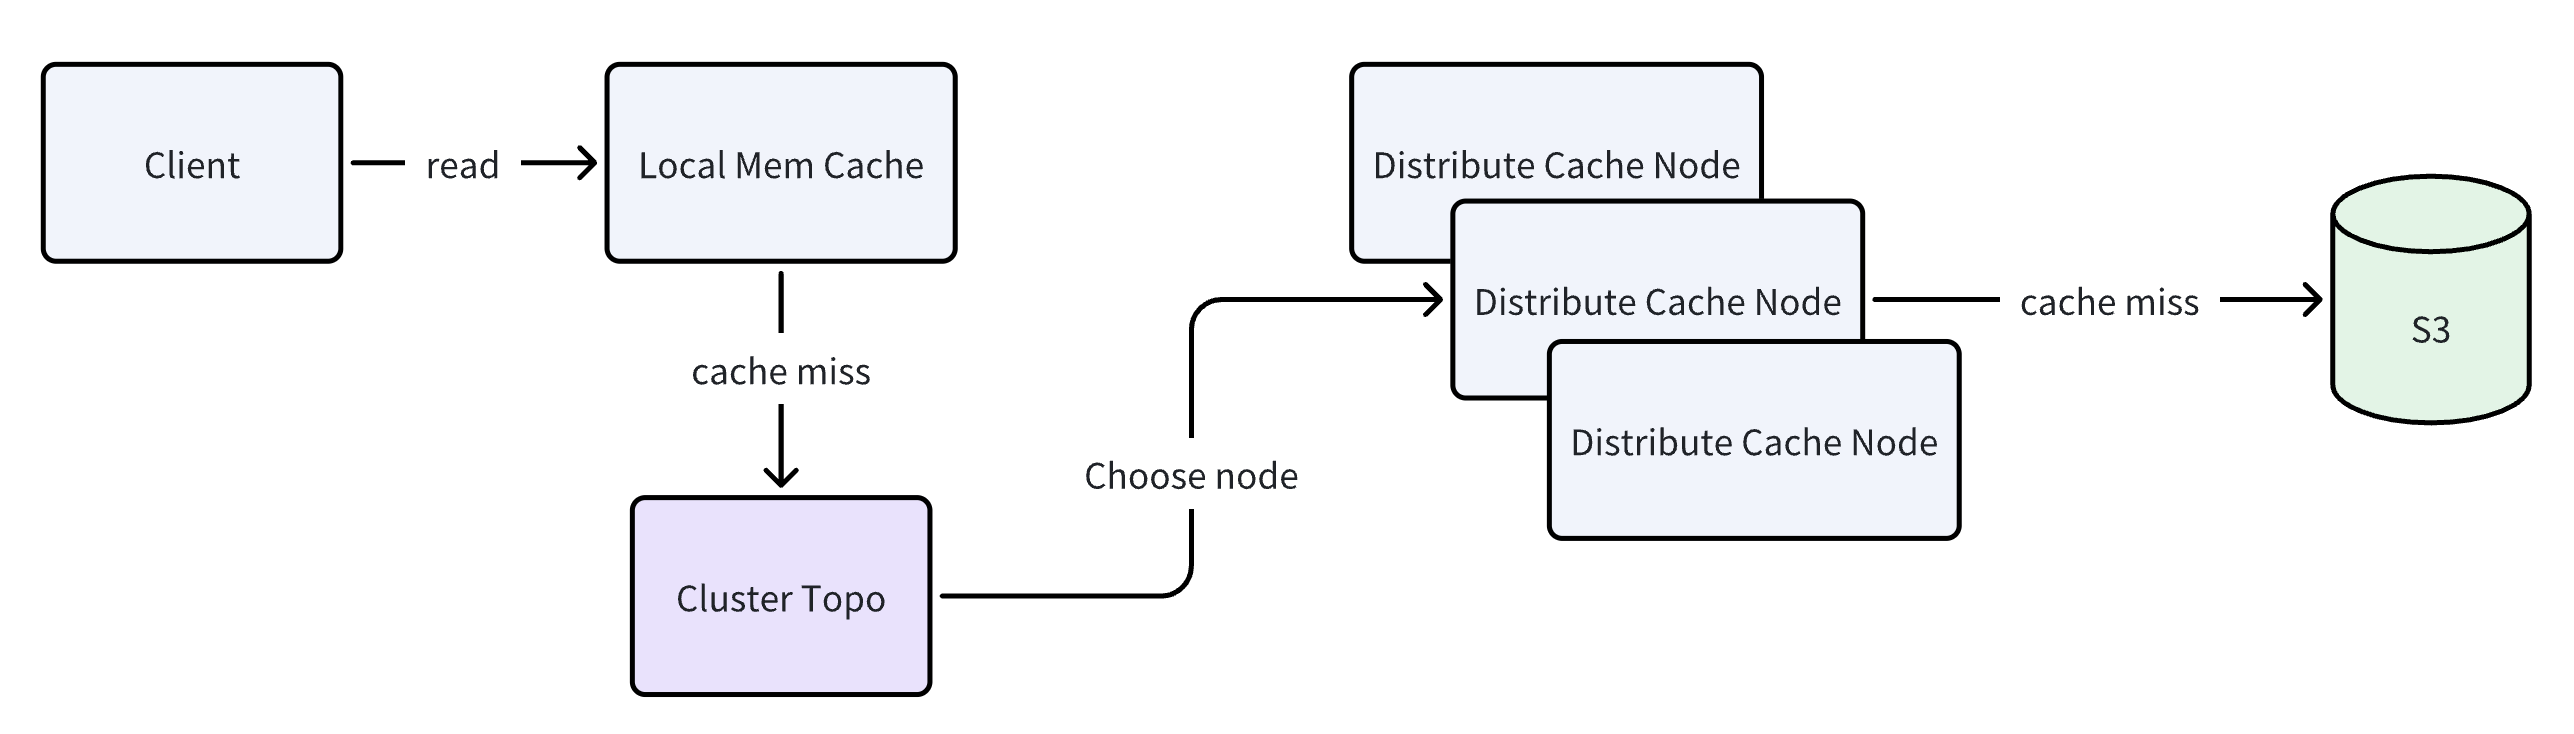 Client
read
Local Mem Cache
cache miss
Cluster Topo
Choose node
Distribute Cache Node
Distribute Cache Node
Distribute Cache Node
cache miss
S3